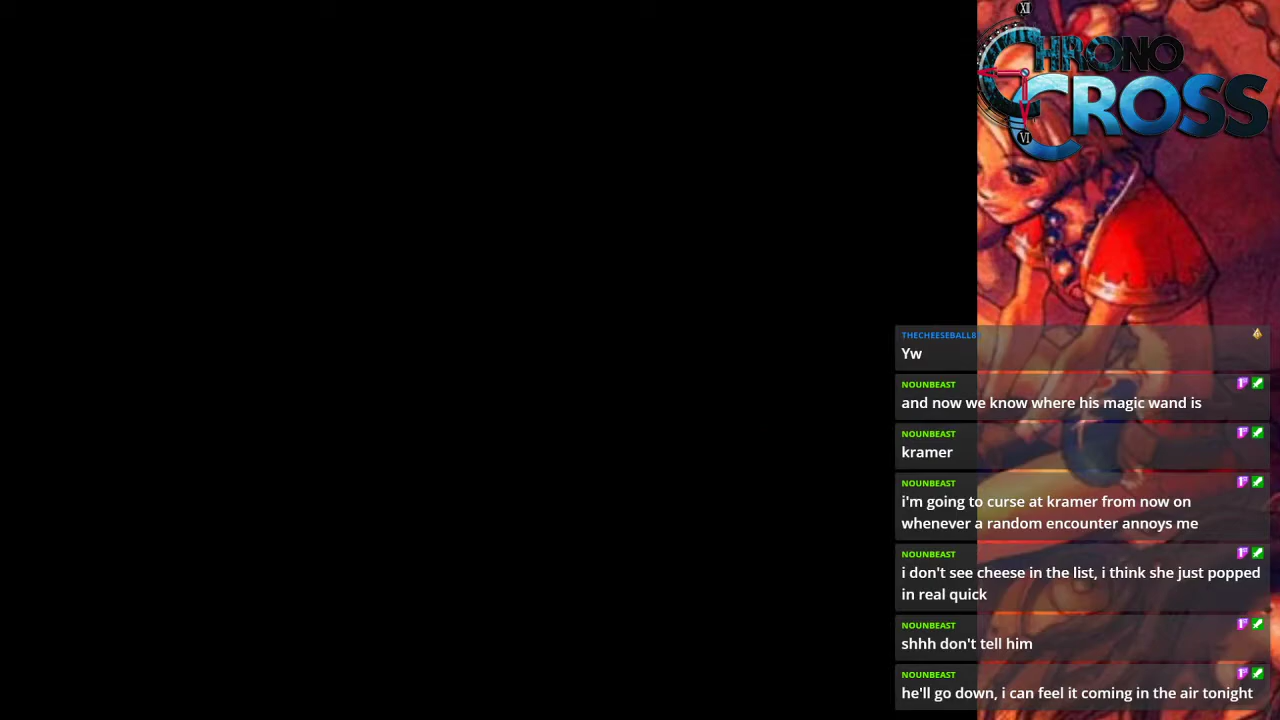 XII
CHRONO
CROSS
VI
THECHEESEBALL8
Yw
NOUNBEAST
and now we know where his magic wand is
NOUNBEAST
kramer
NOUNBEAST
i'm going to curse at kramer from now on
whenever a random encounter annoys me
NOUNBEAST
i don't see cheese in the list, i think she just popped
in real quick
NOUNBEAST
shhh don't tell him
NOUNBEAST
he'll go down, i can feel it coming in the air tonight